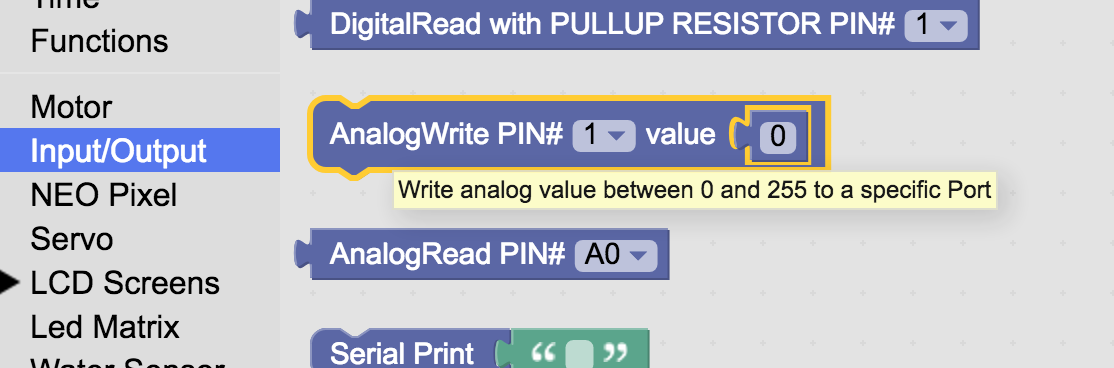 Time
Functions
Motor
Input/Output
NEO Pixel
Servo
LCD Screens
Led Matrix
Water Sensor
DigitalRead with PULLUP RESISTOR PIN# 1
AnalogWrite PIN# 1 value 0
Write analog value between 0 and 255 to a specific Port
AnalogRead PIN# A0
Serial Print “ ”